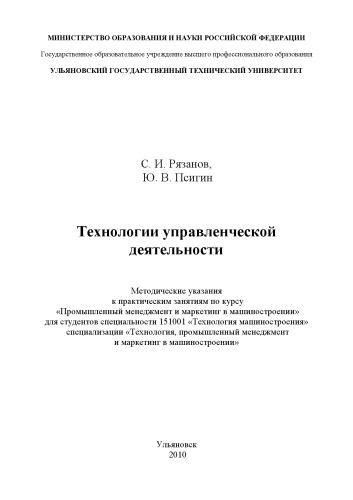 МИНИСТЕРСТВО ОБРАЗОВАНИЯ И НАУКИ РОССИЙСКОЙ ФЕДЕРАЦИИ
Государственное образовательное учреждение высшего профессионального образования
УЛЬЯНОВСКИЙ ГОСУДАРСТВЕННЫЙ ТЕХНИЧЕСКИЙ УНИВЕРСИТЕТ
С. И. Рязанов,
Ю. В. Псигин
Технологии управленческой
деятельности
Методические указания
к практическим занятиям по курсу
«Промышленный менеджмент и маркетинг в машиностроении»
для студентов специальности 151001 «Технология машиностроения»
специализации «Технология, промышленный менеджмент
и маркетинг в машиностроении»
Ульяновск
2010